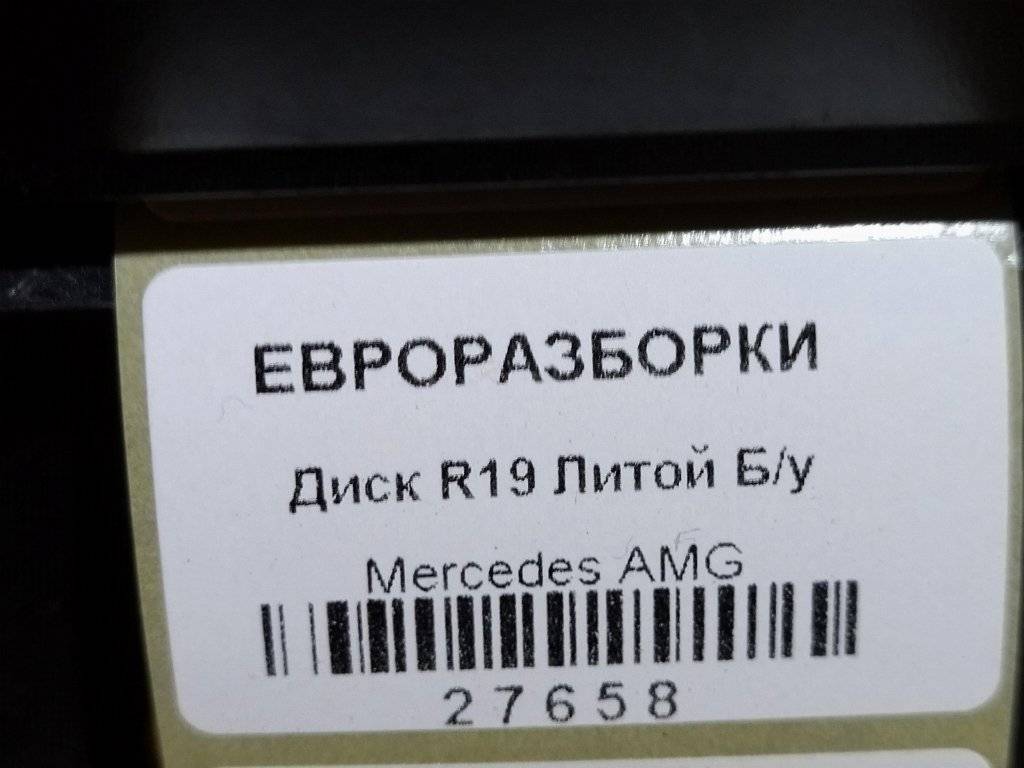 ЕВРОРАЗБОРКИ
Диск R19 Литой Б/у
Mercedes AMG
27658